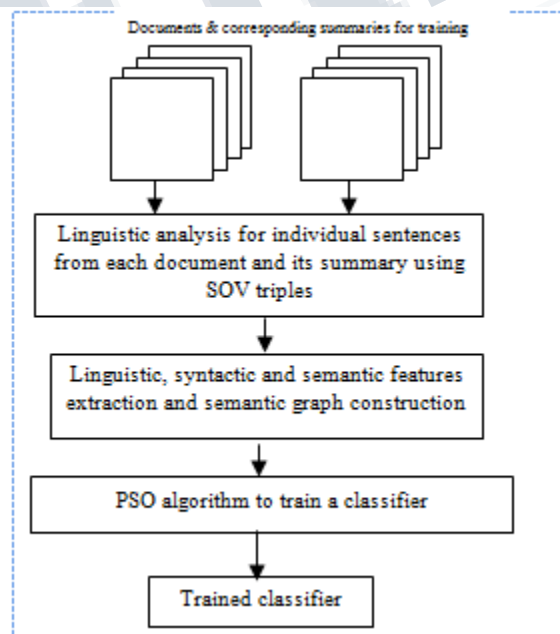 Documents & corresponding summaries for training
Linguistic analysis for individual sentences
from each document and its summary using
SOV triples
Linguistic, syntactic and semantic features
extraction and semantic graph construction
PSO algorithm to train a classifier
Trained classifier